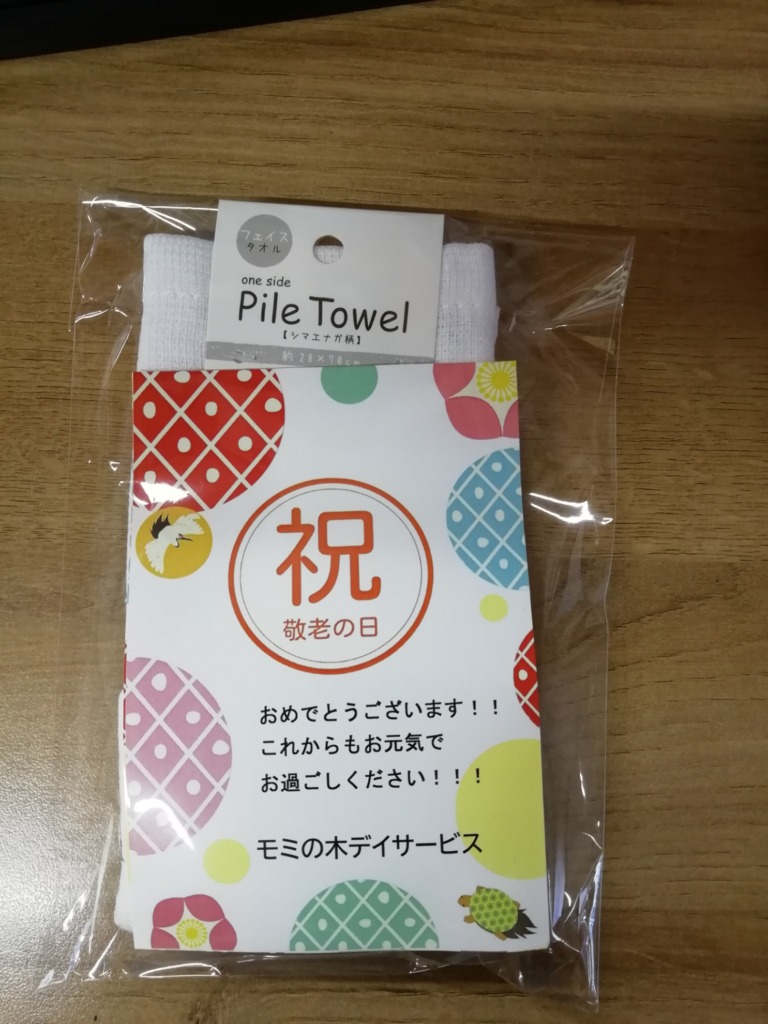 フェイス
タオル
one side
Pile Towel
【シマエナガ柄】
祝
敬老の日
おめでとうございます！！
これからもお元気で
お過ごしください！！！
モミの木デイサービス